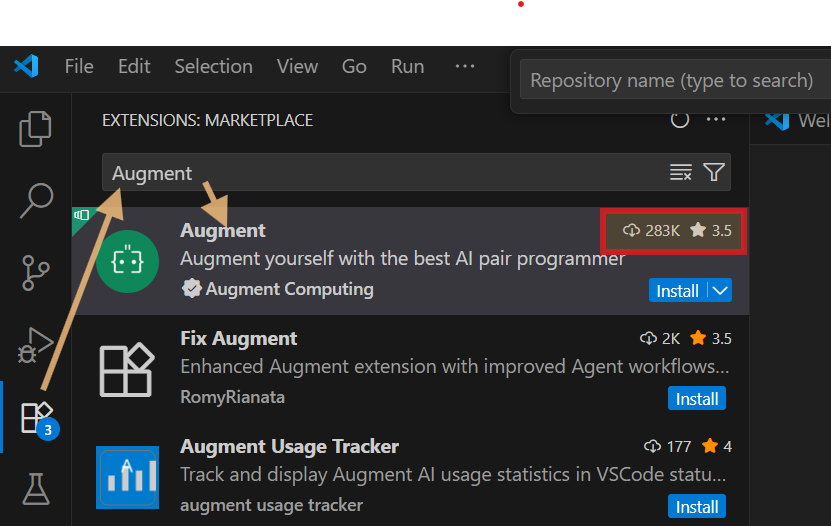 File Edit Selection View Go Run ...
Repository name (type to search)
EXTENSIONS: MARKETPLACE
Wel
Augment
Augment 283K 3.5
Augment yourself with the best AI pair programmer
Augment Computing Install
Fix Augment 2K 3.5
Enhanced Augment extension with improved Agent workflows...
RomyRianata Install
3
Augment Usage Tracker 177 4
Track and display Augment AI usage statistics in VSCode statu...
augment usage tracker Install